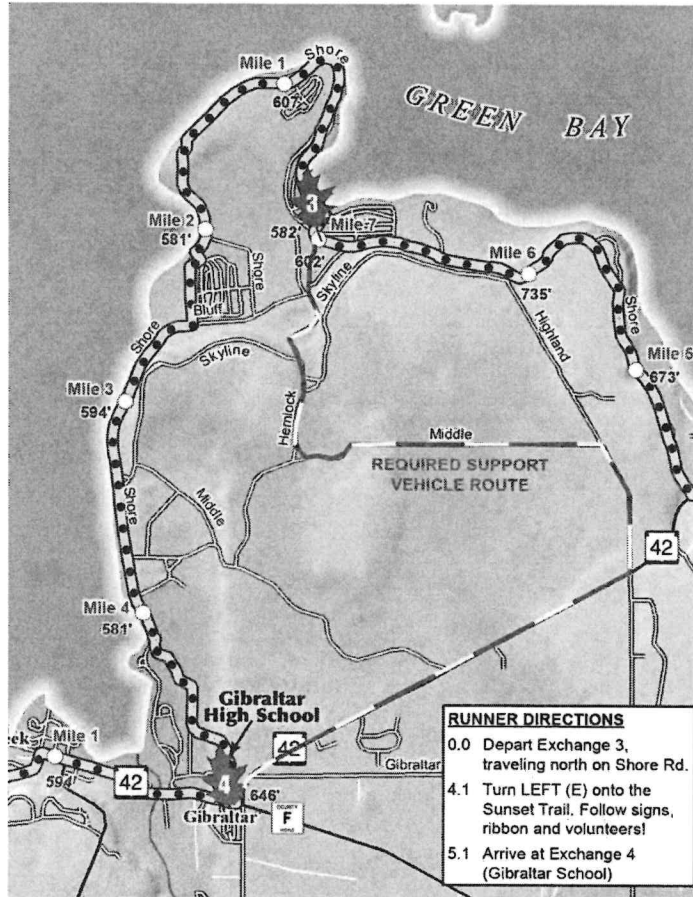 Mile 1
Shore
607'
GREEN BAY
3
Mile 2
581'
582'
Mile 7
602'
Shore
Skyline
Mile 6
735'
Shore
Bluff
Shore
Skyline
Highland
Mile 5
673'
Mile 3
594'
Hemlock
Middle
REQUIRED SUPPORT
VEHICLE ROUTE
Shore
Middle
42
Mile 4
581'
Gibraltar
High School
42
Gibraltar
ek
Mile 1
594'
42
4
646'
Gibraltar
COUNTY
F
RUNNER DIRECTIONS
0.0 Depart Exchange 3,
traveling north on Shore Rd.
4.1 Turn LEFT (E) onto the
Sunset Trail. Follow signs,
ribbon and volunteers!
5.1 Arrive at Exchange 4
(Gibraltar School)